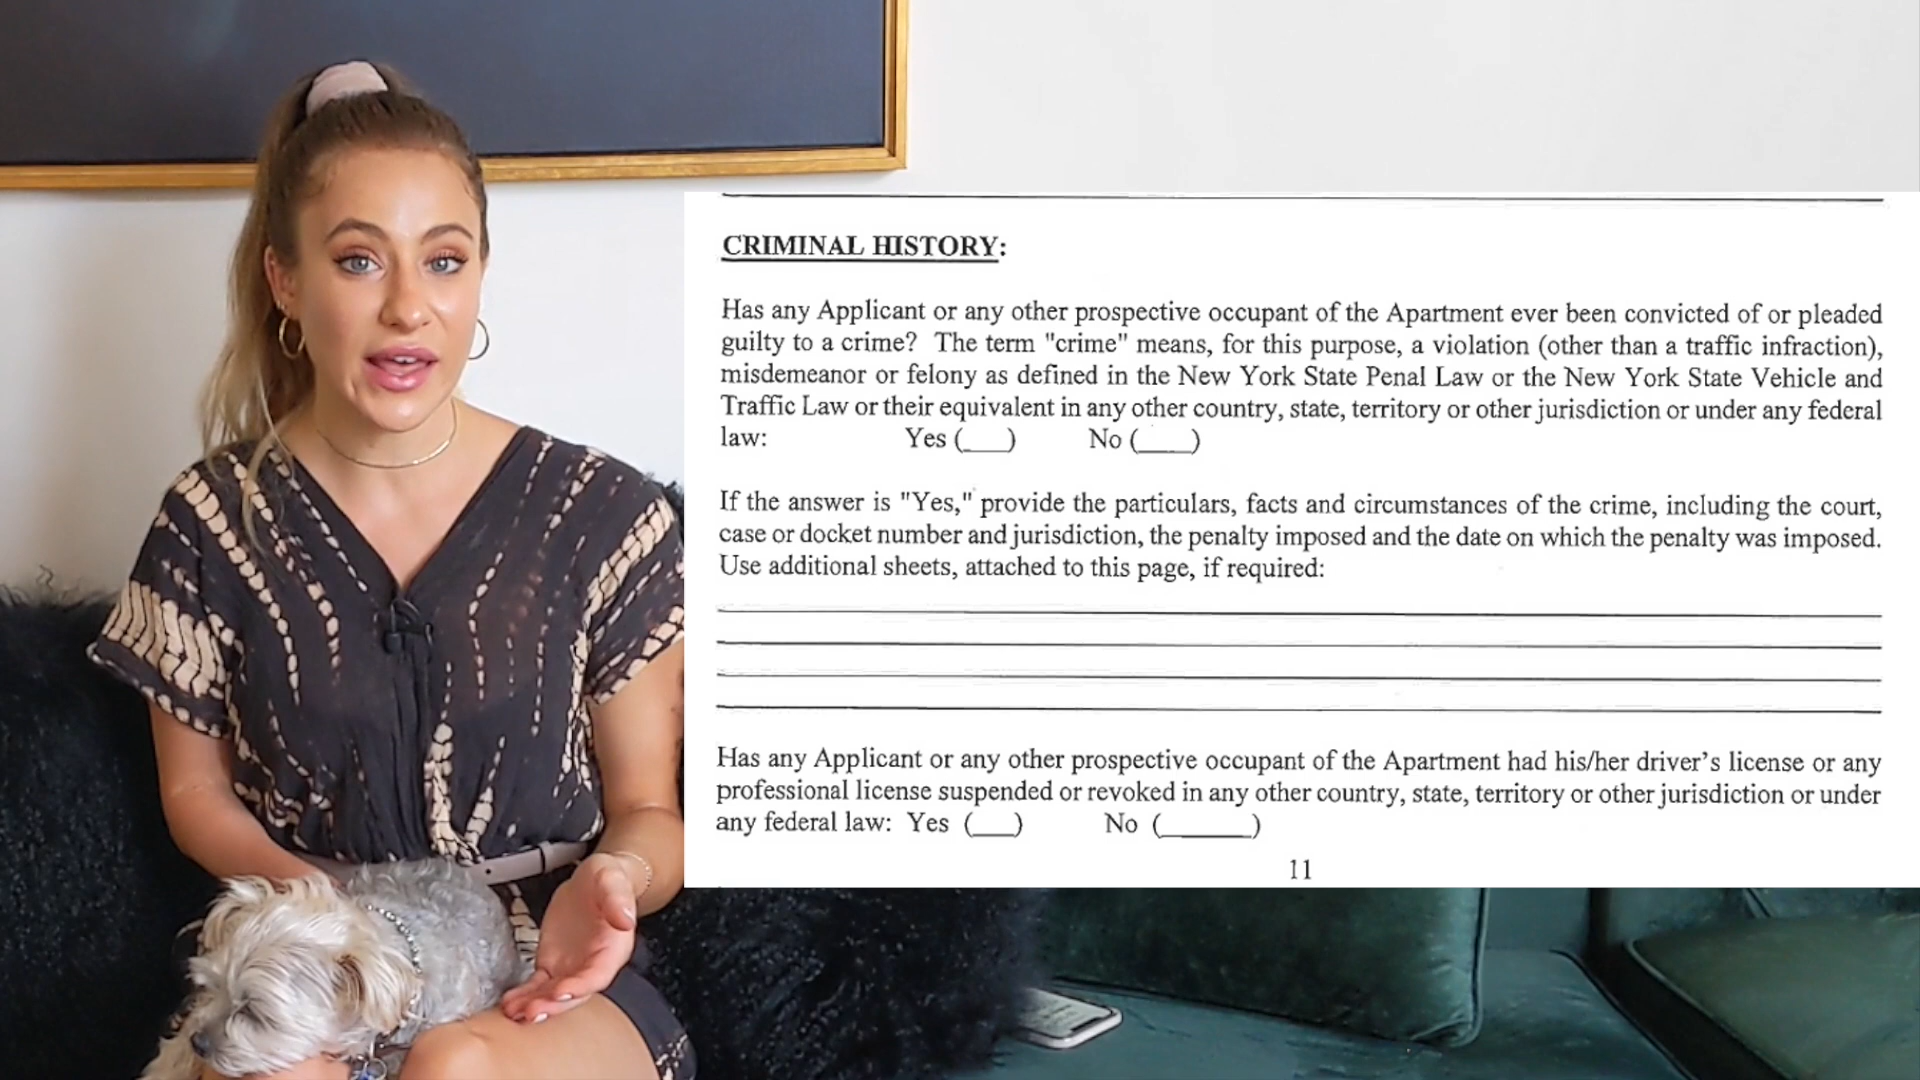 CRIMINAL HISTORY:
Has any Applicant or any other prospective occupant of the Apartment ever been convicted of or pleaded
guilty to a crime? The term "crime" means, for this purpose, a violation (other than a traffic infraction),
misdemeanor or felony as defined in the New York State Penal Law or the New York State Vehicle and
Traffic Law or their equivalent in any other country, state, territory or other jurisdiction or under any federal
law: Yes (___) No (____)
If the answer is "Yes," provide the particulars, facts and circumstances of the crime, including the court,
case or docket number and jurisdiction, the penalty imposed and the date on which the penalty was imposed.
Use additional sheets, attached to this page, if required:
Has any Applicant or any other prospective occupant of the Apartment had his/her driver's license or any
professional license suspended or revoked in any other country, state, territory or other jurisdiction or under
any federal law: Yes (___) No (______)
11